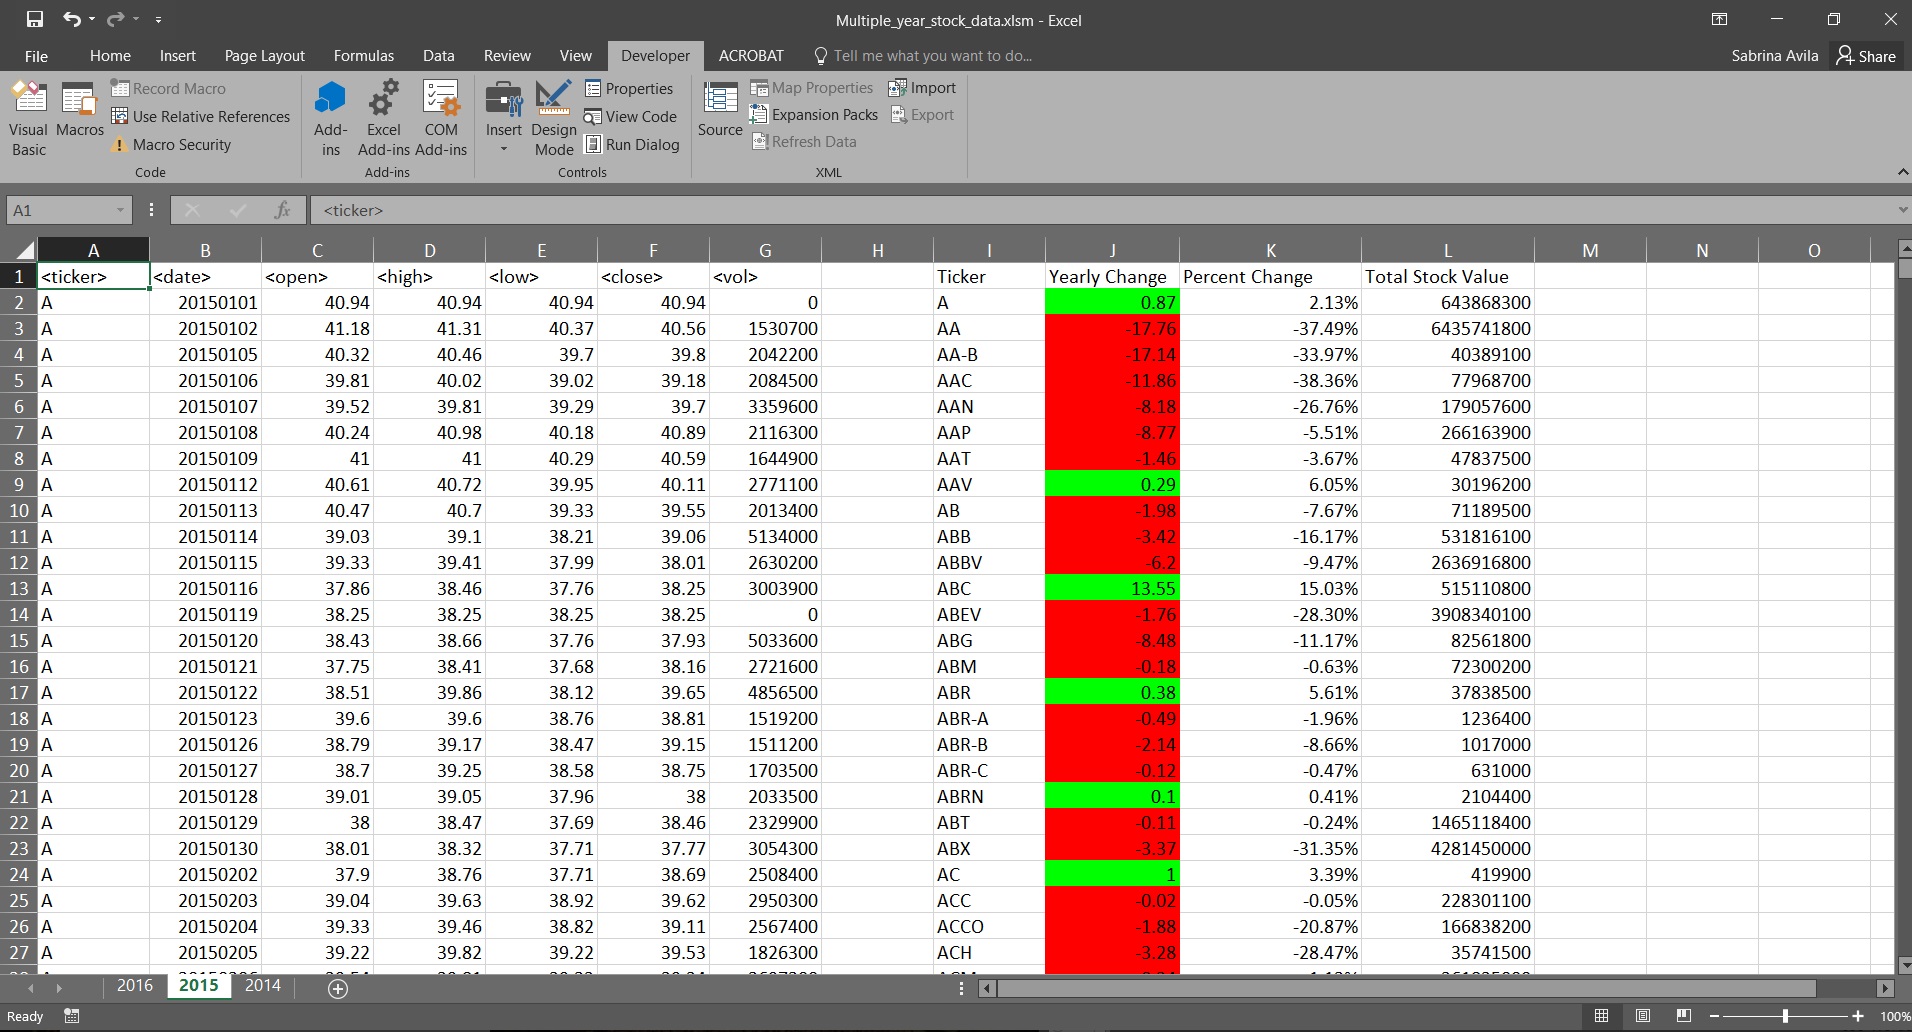 Multiple_year_stock_data.xlsm - Excel
File Home Insert Page Layout Formulas Data Review View Developer ACROBAT Tell me what you want to do... Sabrina Avila Share
Visual Basic
Macros
Record Macro
Use Relative References
Macro Security
Code
Add-ins
Excel Add-ins
COM Add-ins
Add-ins
Insert
Design Mode
Properties
View Code
Run Dialog
Controls
Source
Map Properties
Expansion Packs
Refresh Data
Import
Export
XML
A1 fx <ticker>
A B C D E F G H I J K L M N O
1 <ticker> <date> <open> <high> <low> <close> <vol> Ticker Yearly Change Percent Change Total Stock Value
2 A 20150101 40.94 40.94 40.94 40.94 0 A 0.87 2.13% 643868300
3 A 20150102 41.18 41.31 40.37 40.56 1530700 AA -17.76 -37.49% 6435741800
4 A 20150105 40.32 40.46 39.7 39.8 2042200 AA-B -17.14 -33.97% 40389100
5 A 20150106 39.81 40.02 39.02 39.18 2084500 AAC -11.86 -38.36% 77968700
6 A 20150107 39.52 39.81 39.29 39.7 3359600 AAN -8.18 -26.76% 179057600
7 A 20150108 40.24 40.98 40.18 40.89 2116300 AAP -8.77 -5.51% 266163900
8 A 20150109 41 41 40.29 40.59 1644900 AAT -1.46 -3.67% 47837500
9 A 20150112 40.61 40.72 39.95 40.11 2771100 AAV 0.29 6.05% 30196200
10 A 20150113 40.47 40.7 39.33 39.55 2013400 AB -1.98 -7.67% 71189500
11 A 20150114 39.03 39.1 38.21 39.06 5134000 ABB -3.42 -16.17% 531816100
12 A 20150115 39.33 39.41 37.99 38.01 2630200 ABBV -6.2 -9.47% 2636916800
13 A 20150116 37.86 38.46 37.76 38.25 3003900 ABC 13.55 15.03% 515110800
14 A 20150119 38.25 38.25 38.25 38.25 0 ABEV -1.76 -28.30% 3908340100
15 A 20150120 38.43 38.66 37.76 37.93 5033600 ABG -8.48 -11.17% 82561800
16 A 20150121 37.75 38.41 37.68 38.16 2721600 ABM -0.18 -0.63% 72300200
17 A 20150122 38.51 39.86 38.12 39.65 4856500 ABR 0.38 5.61% 37838500
18 A 20150123 39.6 39.6 38.76 38.81 1519200 ABR-A -0.49 -1.96% 1236400
19 A 20150126 38.79 39.17 38.47 39.15 1511200 ABR-B -2.14 -8.66% 1017000
20 A 20150127 38.7 39.25 38.58 38.75 1703500 ABR-C -0.12 -0.47% 631000
21 A 20150128 39.01 39.05 37.96 38 2033500 ABRN 0.1 0.41% 2104400
22 A 20150129 38 38.47 37.69 38.46 2329900 ABT -0.11 -0.24% 1465118400
23 A 20150130 38.01 38.32 37.71 37.77 3054300 ABX -3.37 -31.35% 4281450000
24 A 20150202 37.9 38.76 37.71 38.69 2508400 AC 1 3.39% 419900
25 A 20150203 39.04 39.63 38.92 39.62 2950300 ACC -0.02 -0.05% 228301100
26 A 20150204 39.33 39.46 38.82 39.11 2567400 ACCO -1.88 -20.87% 166838200
27 A 20150205 39.22 39.82 39.22 39.53 1826300 ACH -3.28 -28.47% 35741500
2016 2015 2014
Ready 100%